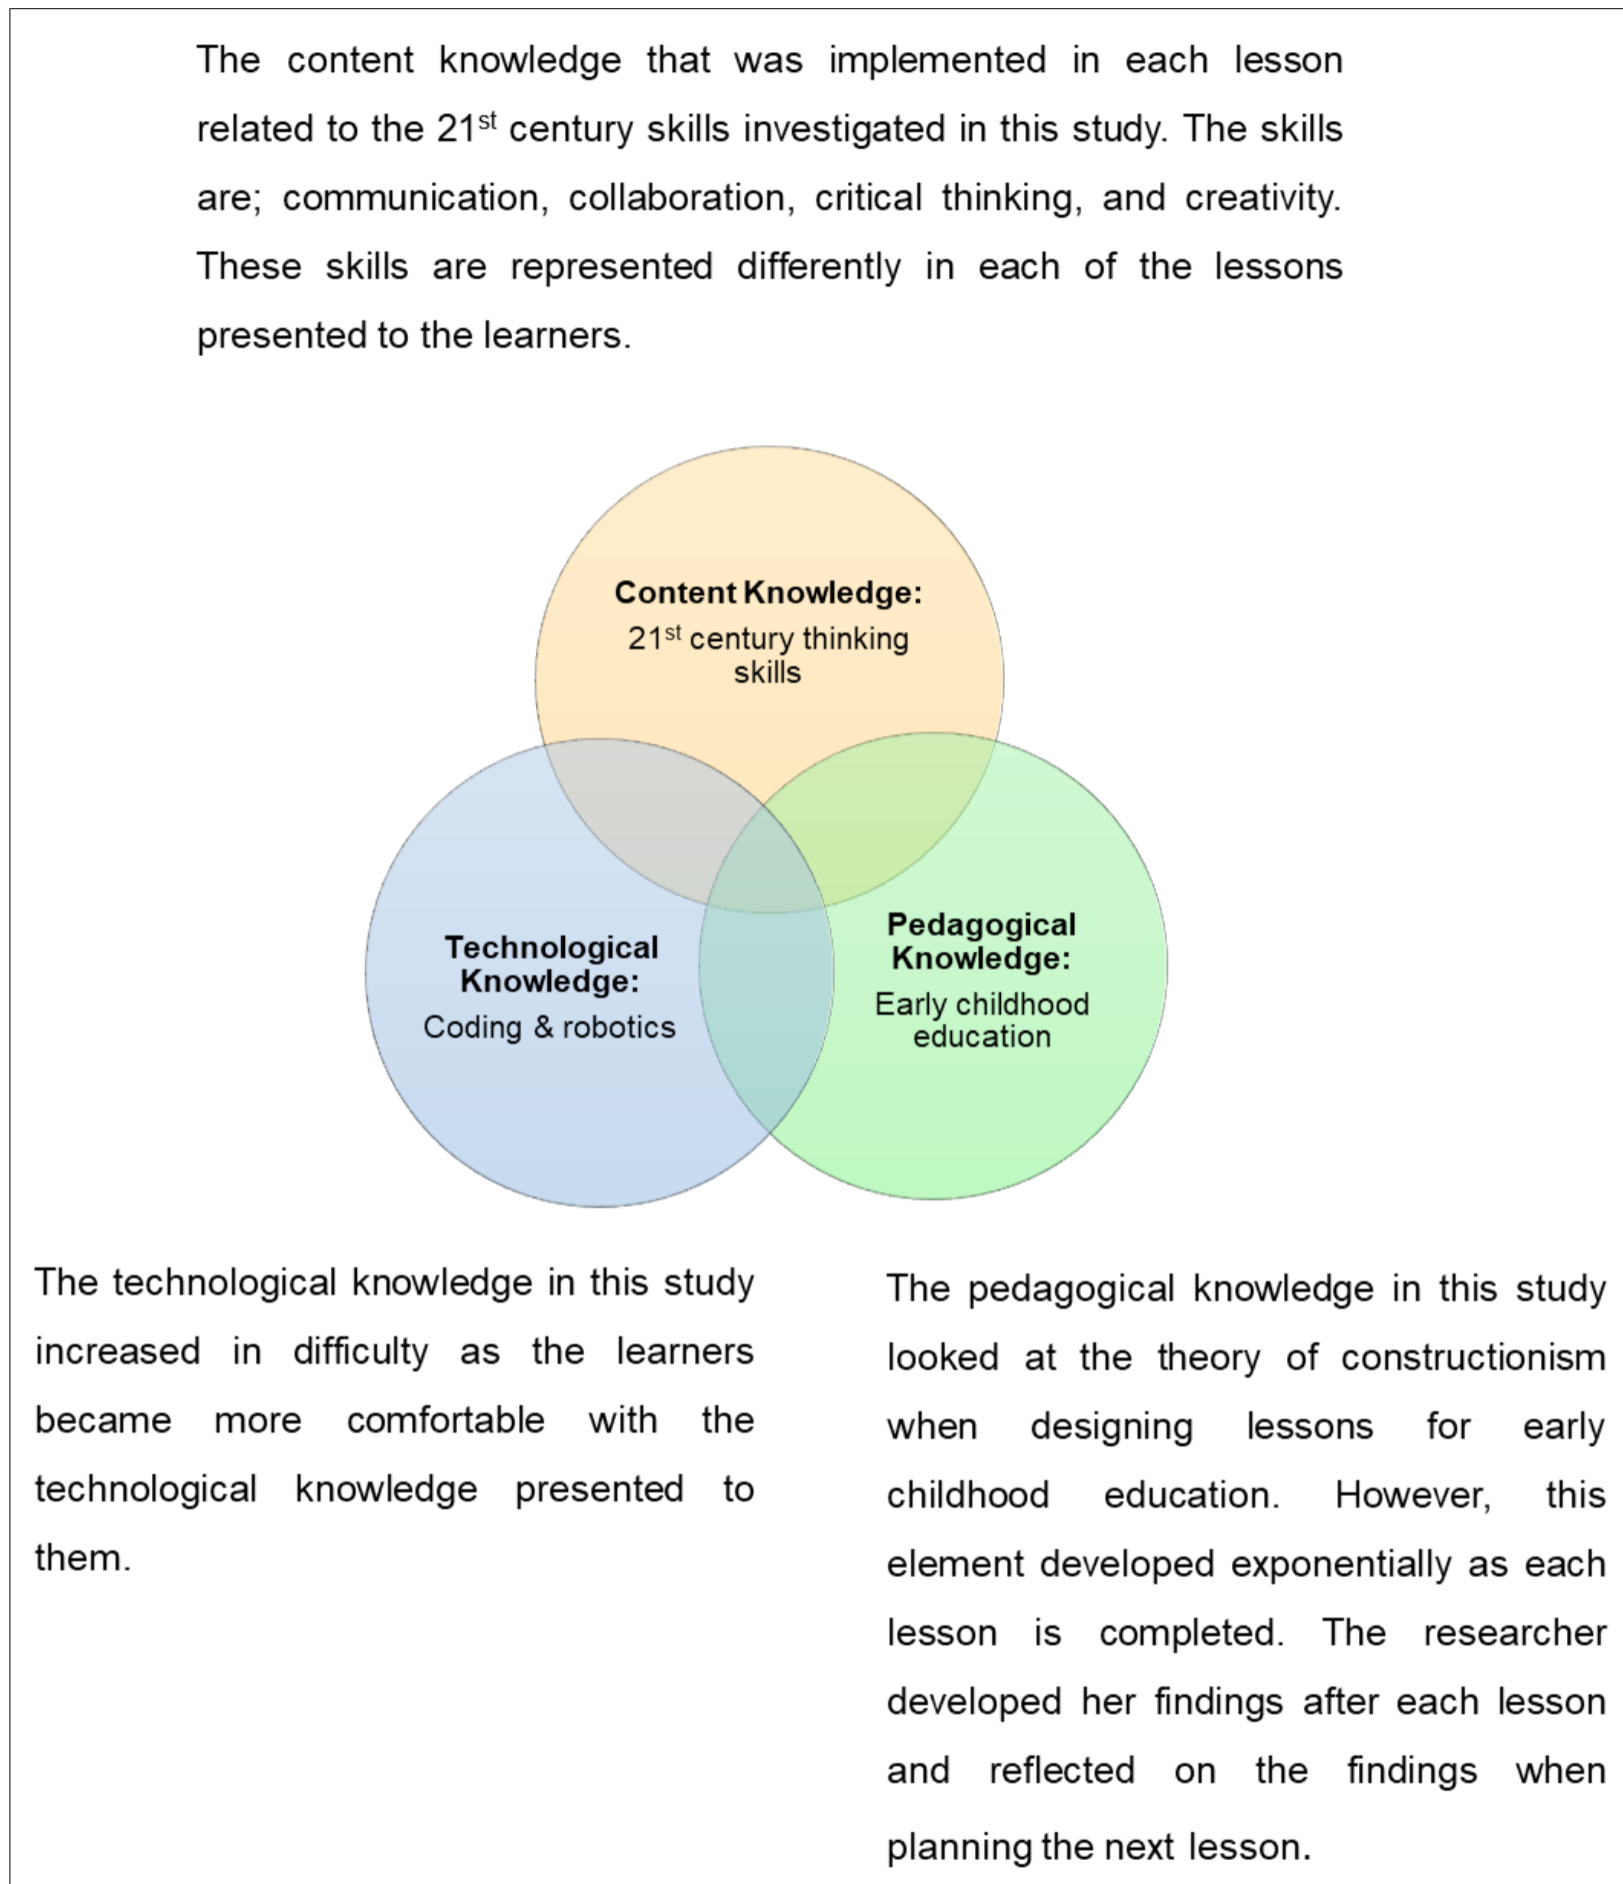 The content knowledge that was implemented in each lesson
related to the 21st century skills investigated in this study. The skills
are; communication, collaboration, critical thinking, and creativity.
These skills are represented differently in each of the lessons
presented to the learners.
Content Knowledge:
21st century thinking
skills
Technological
Knowledge:
Coding & robotics
Pedagogical
Knowledge:
Early childhood
education
The technological knowledge in this study
increased in difficulty as the learners
became more comfortable with the
technological knowledge presented to
them.
The pedagogical knowledge in this study
looked at the theory of constructionism
when designing lessons for early
childhood education. However, this
element developed exponentially as each
lesson is completed. The researcher
developed her findings after each lesson
and reflected on the findings when
planning the next lesson.